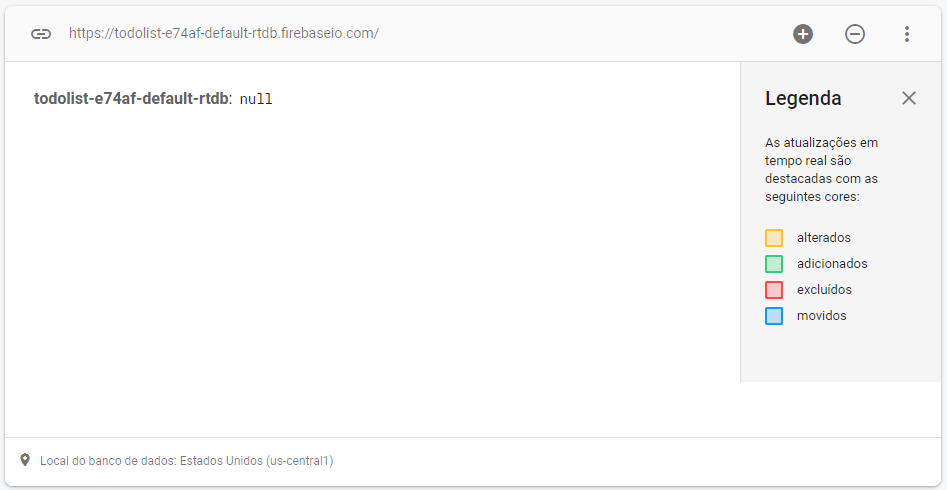 https://todolist-e74af-default-rtdb.firebaseio.com/
todolist-e74af-default-rtdb: null
Legenda
As atualizações em
tempo real são
destacadas com as
seguintes cores:
alterados
adicionados
excluídos
movidos
Local do banco de dados: Estados Unidos (us-central1)